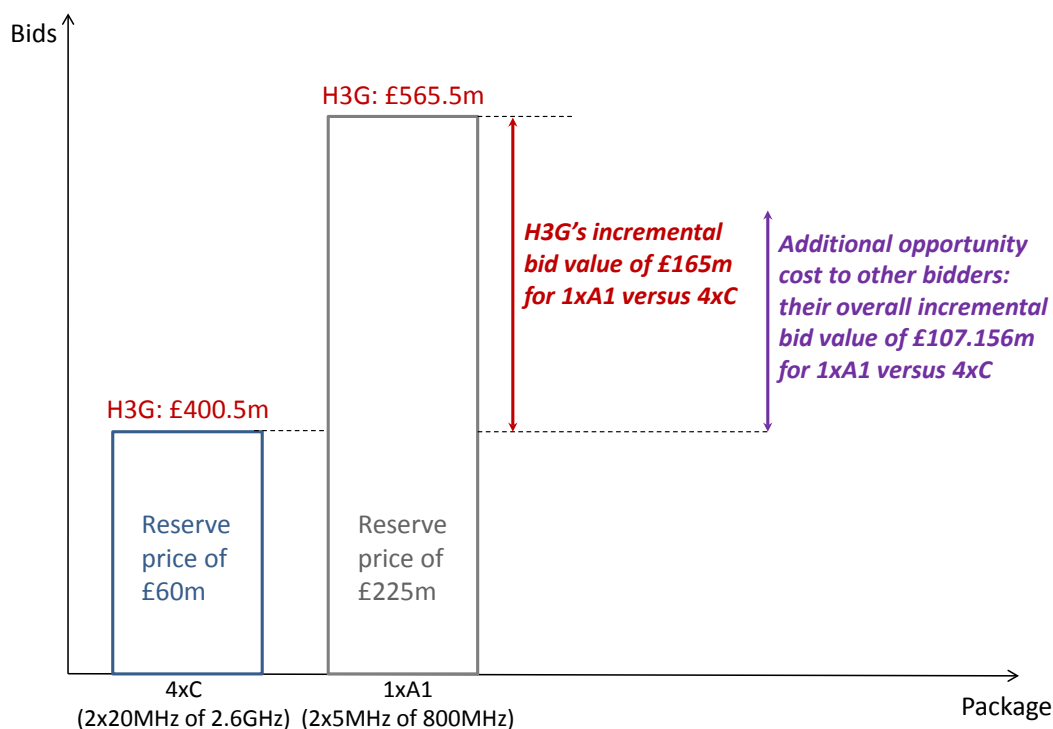 Bids
H3G: £565.5m
H3G’s incremental
bid value of £165m
for 1xA1 versus 4xC
Additional opportunity
cost to other bidders:
their overall incremental
bid value of £107.156m
for 1xA1 versus 4xC
H3G: £400.5m
Reserve
price of
£60m
Reserve
price of
£225m
4xC
(2x20MHz of 2.6GHz)
1xA1
(2x5MHz of 800MHz)
Package